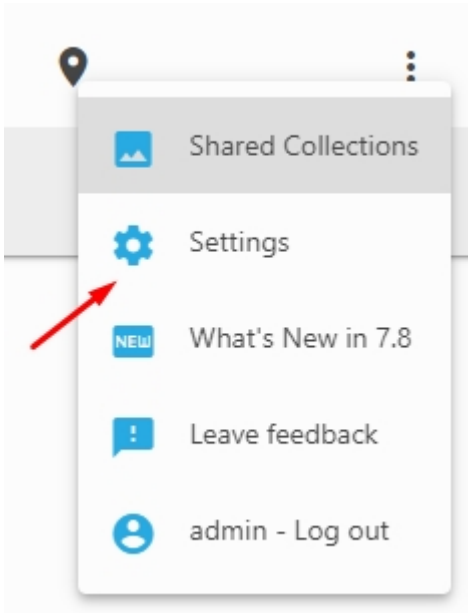 Shared Collections
Settings
NEW What's New in 7.8
Leave feedback
admin - Log out